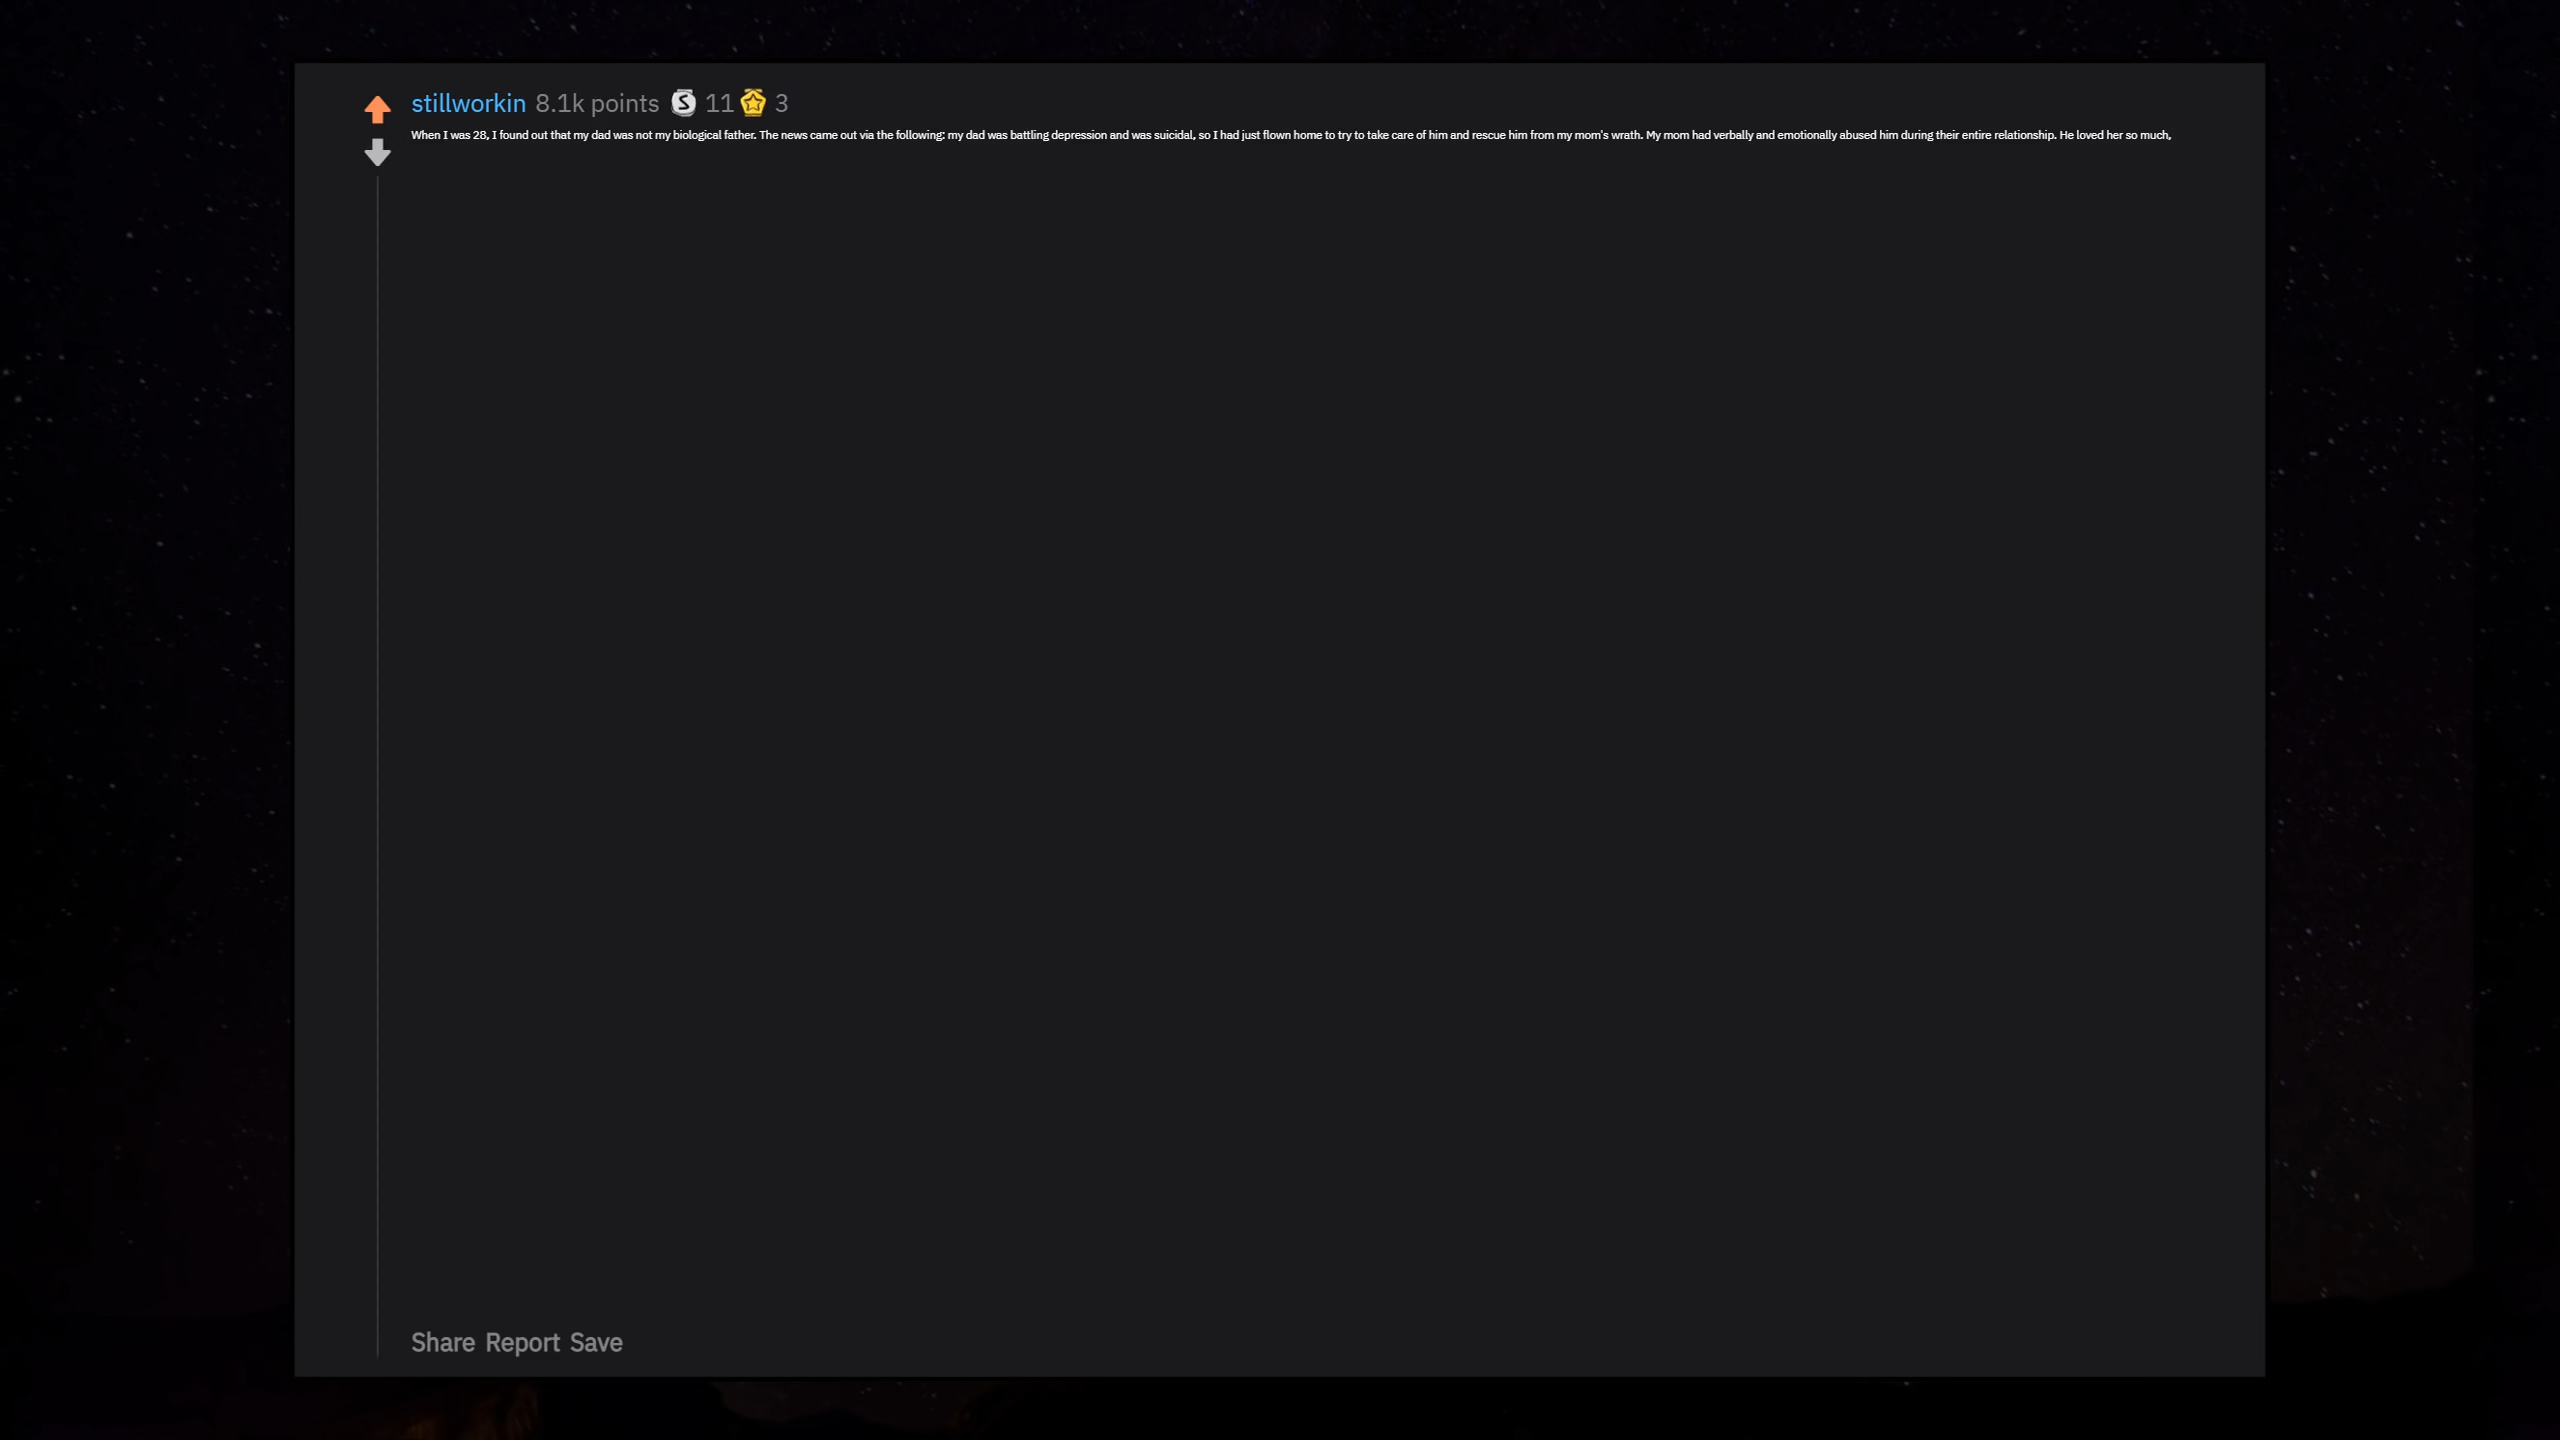 stillworkin 8.1k points S 11 3
When I was 28, I found out that my dad was not my biological father. The news came out via the following: my dad was battling depression and was suicidal, so I had just flown home to try to take care of him and rescue him from my mom's wrath. My mom had verbally and emotionally abused him during their entire relationship. He loved her so much,
Share Report Save